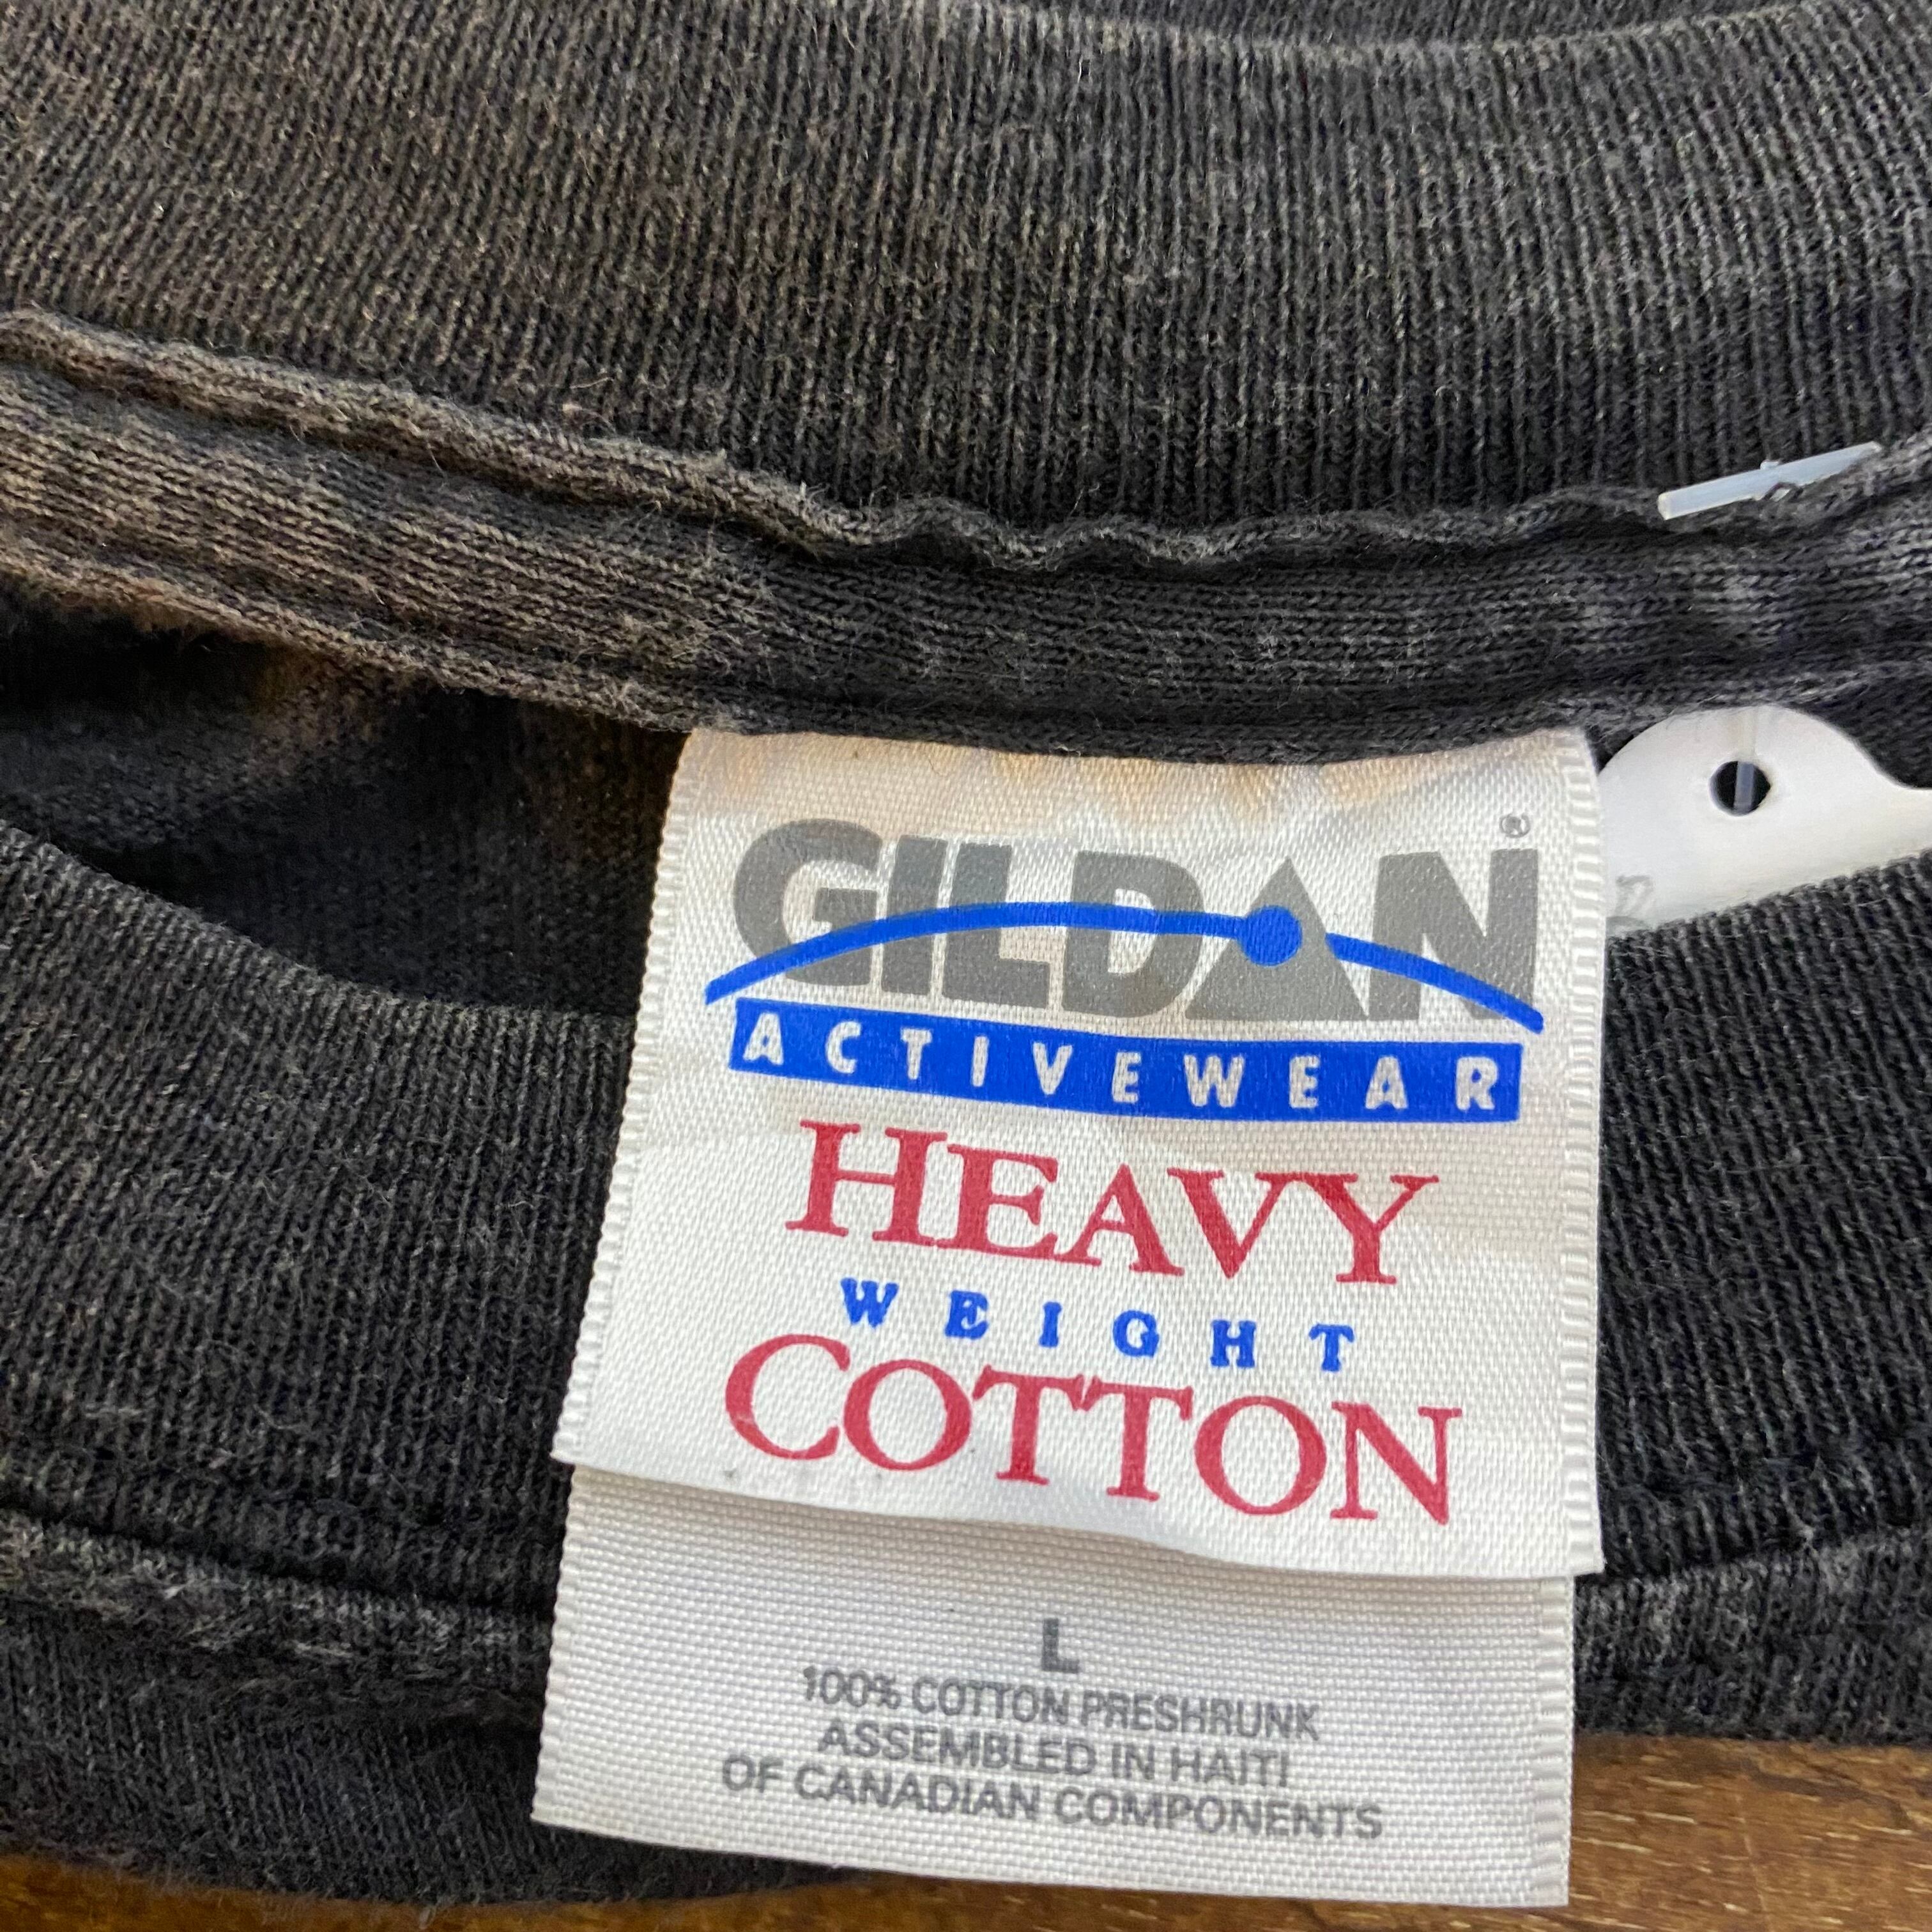 GILDAN®
ACTIVEWEAR
HEAVY
WEIGHT
COTTON
L
100% COTTON PRESHRUNK
ASSEMBLED IN HAITI
OF CANADIAN COMPONENTS